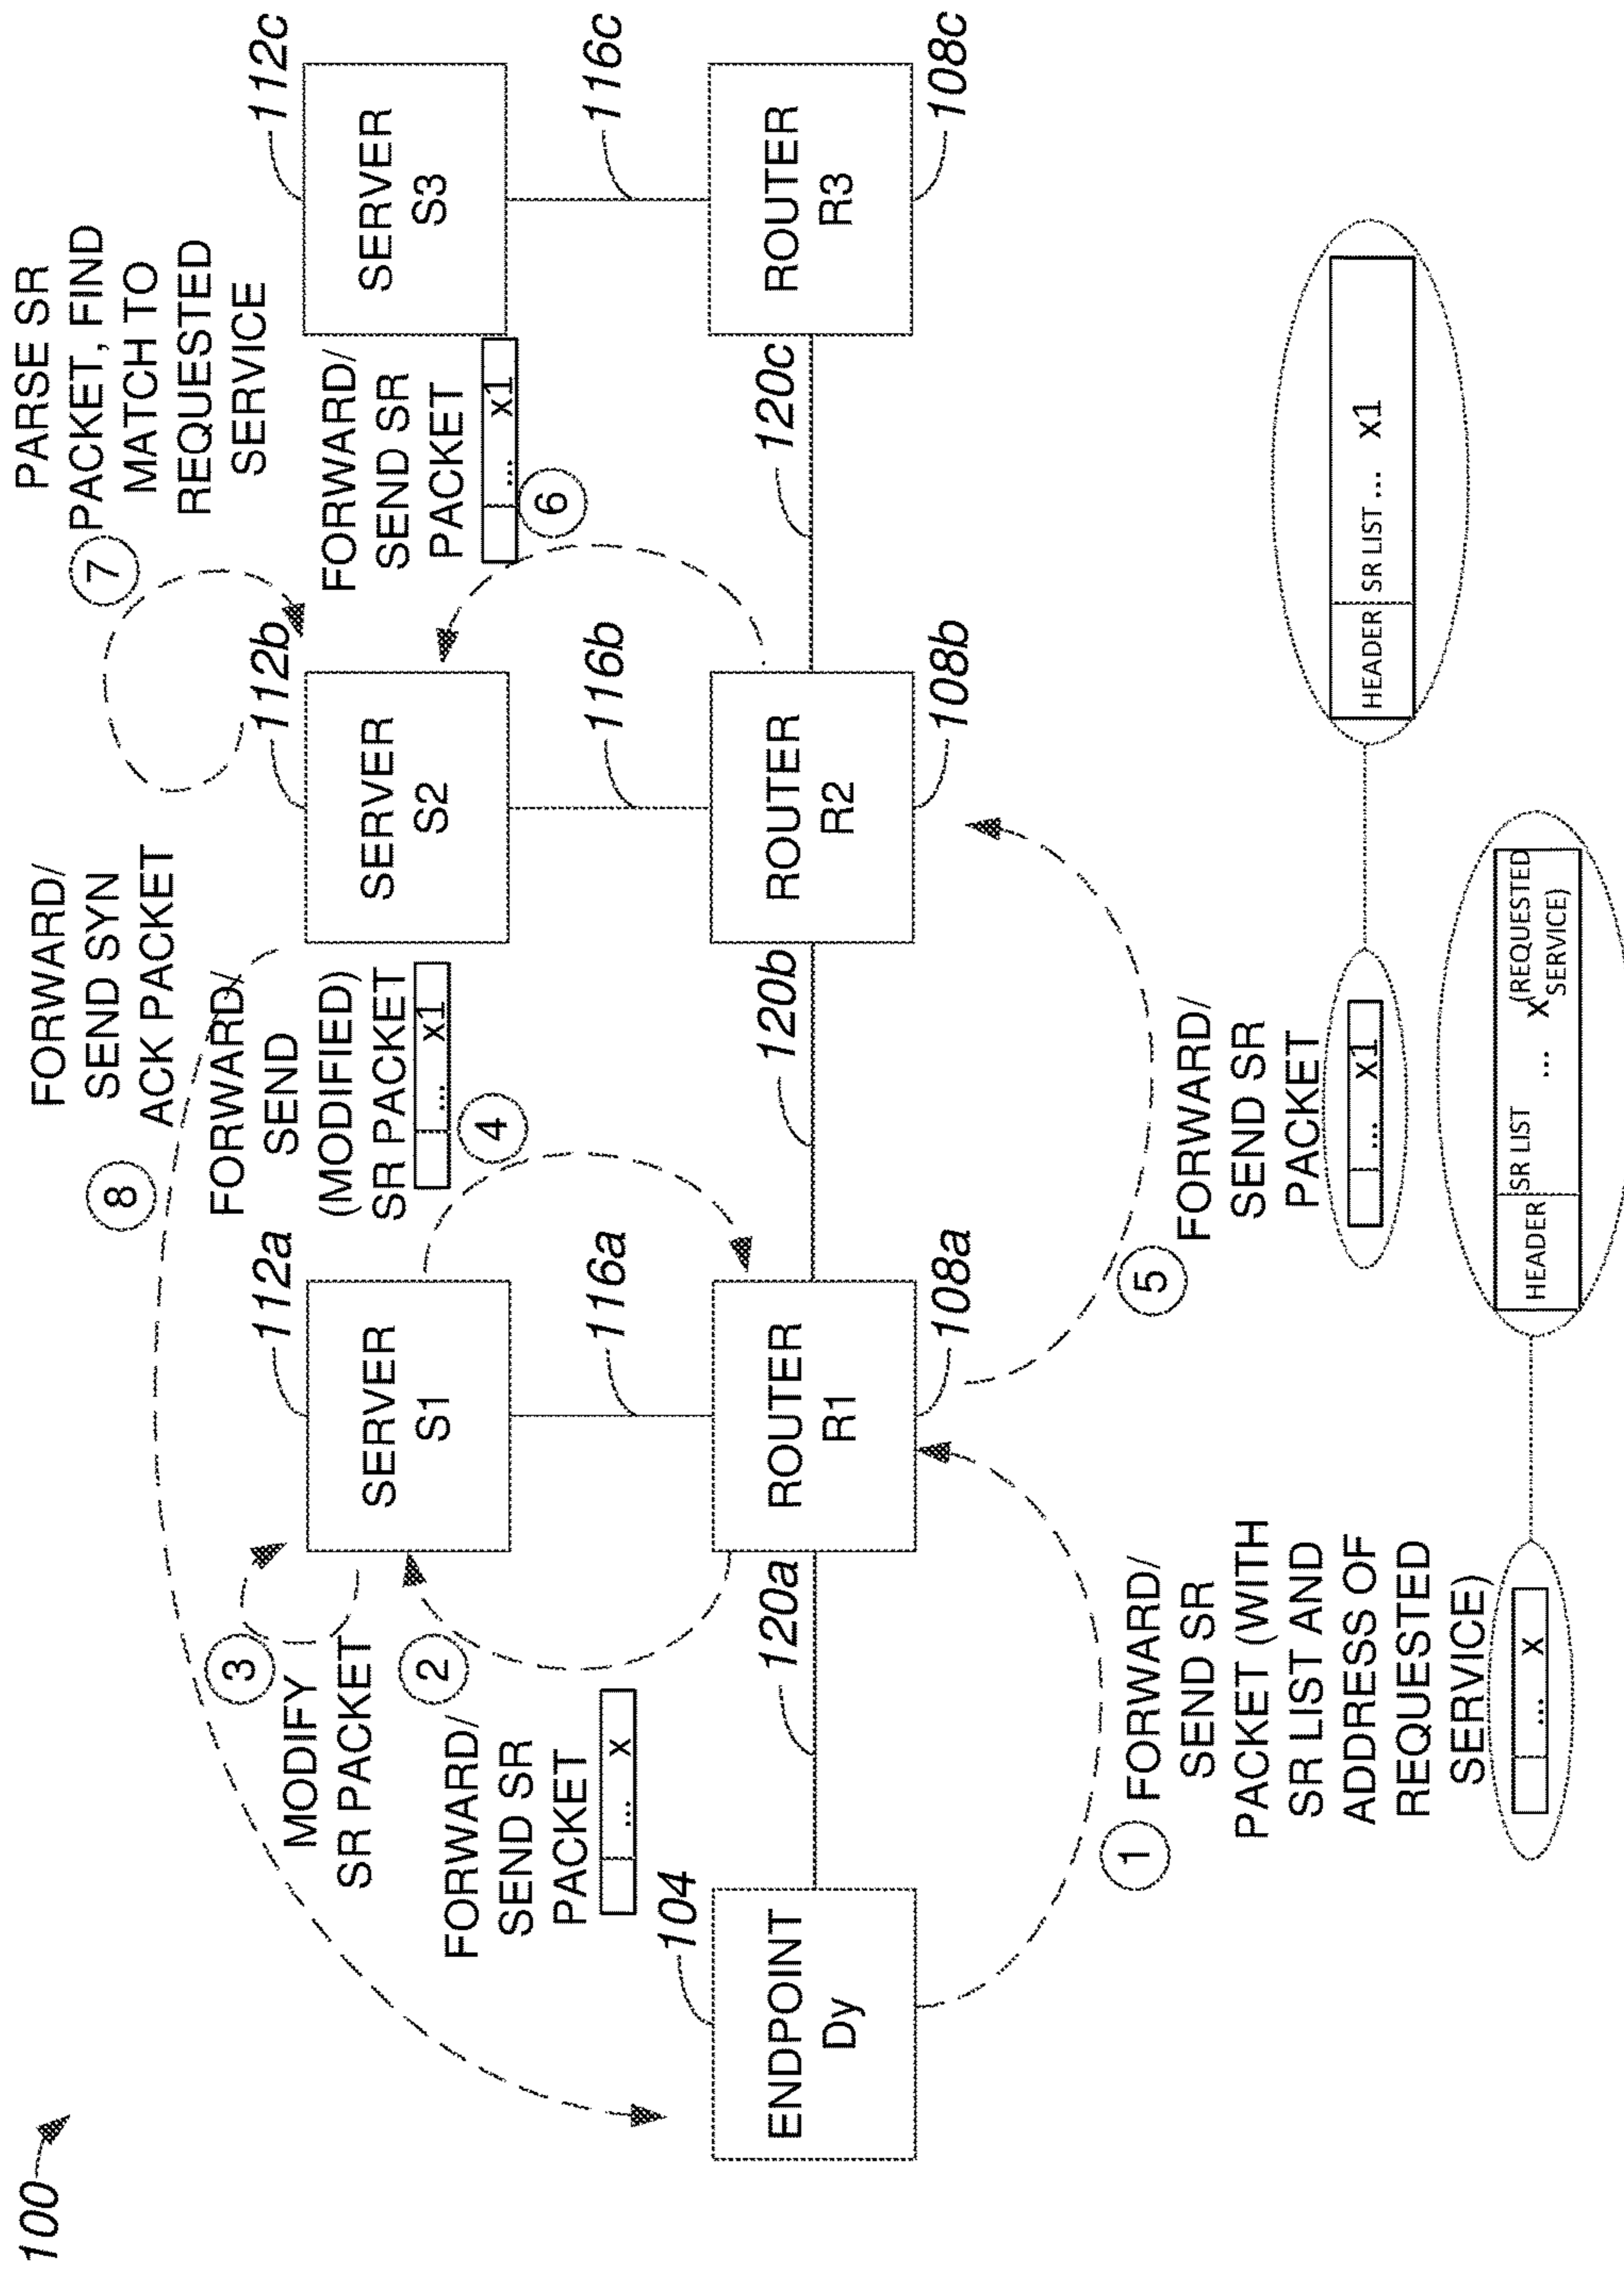 100
FORWARD/
SEND SYN
ACK PACKET
8
PARSE SR
PACKET, FIND
MATCH TO
REQUESTED
SERVICE
7
3
MODIFY
SR PACKET
112a
SERVER
S1
FORWARD/
SEND
(MODIFIED)
SR PACKET
... x1
4
112b
SERVER
S2
FORWARD/
SEND SR
PACKET
... x1
6
112c
SERVER
S3
2
FORWARD/
SEND SR
PACKET
... x
116a
116b
116c
104
ENDPOINT
Dy
120a
ROUTER
R1
108a
120b
ROUTER
R2
108b
120c
ROUTER
R3
108c
1
FORWARD/
SEND SR
PACKET (WITH
SR LIST AND
ADDRESS OF
REQUESTED
SERVICE)
... x
5
FORWARD/
SEND SR
PACKET
... x1
HEADER SR LIST ... x1
HEADER SR LIST ... x (REQUESTED
SERVICE)